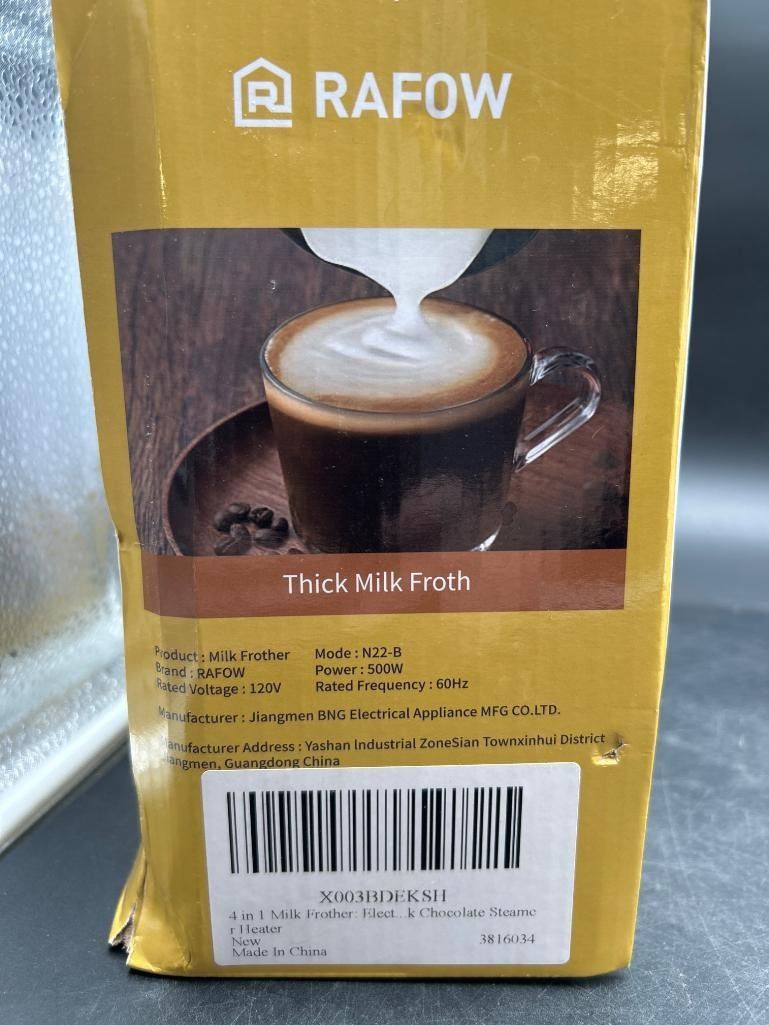 RAFOW
Thick Milk Froth
Product : Milk Frother Mode : N22-B
Brand : RAFOW Power : 500W
Rated Voltage : 120V Rated Frequency : 60Hz
Manufacturer : Jiangmen BNG Electrical Appliance MFG CO.LTD.
Manufacturer Address : Yashan Industrial ZoneSian Townxinhui District
Jiangmen, Guangdong China
X003BDEKSH
4 in 1 Milk Frother: Elect...k Chocolate Steame
r Heater
New 3816034
Made In China